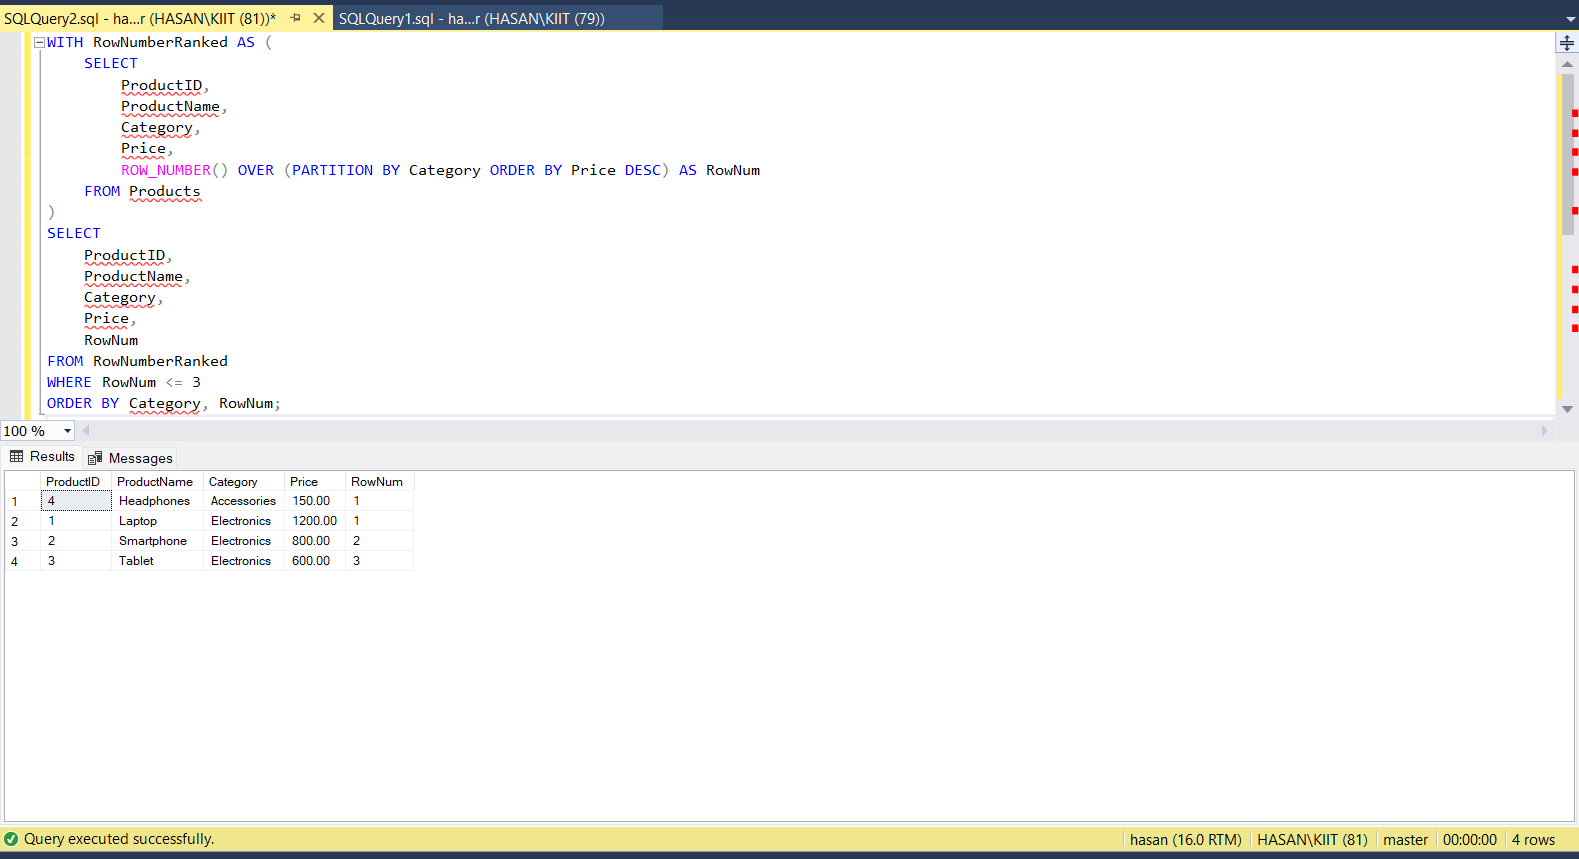 SQLQuery2.sql - ha...r (HASAN\KIIT (81))* SQLQuery1.sql - ha...r (HASAN\KIIT (79))
WITH RowNumberRanked AS (
    SELECT
        ProductID,
        ProductName,
        Category,
        Price,
        ROW_NUMBER() OVER (PARTITION BY Category ORDER BY Price DESC) AS RowNum
    FROM Products
)
SELECT
    ProductID,
    ProductName,
    Category,
    Price,
    RowNum
FROM RowNumberRanked
WHERE RowNum <= 3
ORDER BY Category, RowNum;
100 %
Results Messages
ProductID ProductName Category Price RowNum
1 4 Headphones Accessories 150.00 1
2 1 Laptop Electronics 1200.00 1
3 2 Smartphone Electronics 800.00 2
4 3 Tablet Electronics 600.00 3
Query executed successfully. hasan (16.0 RTM) HASAN\KIIT (81) master 00:00:00 4 rows